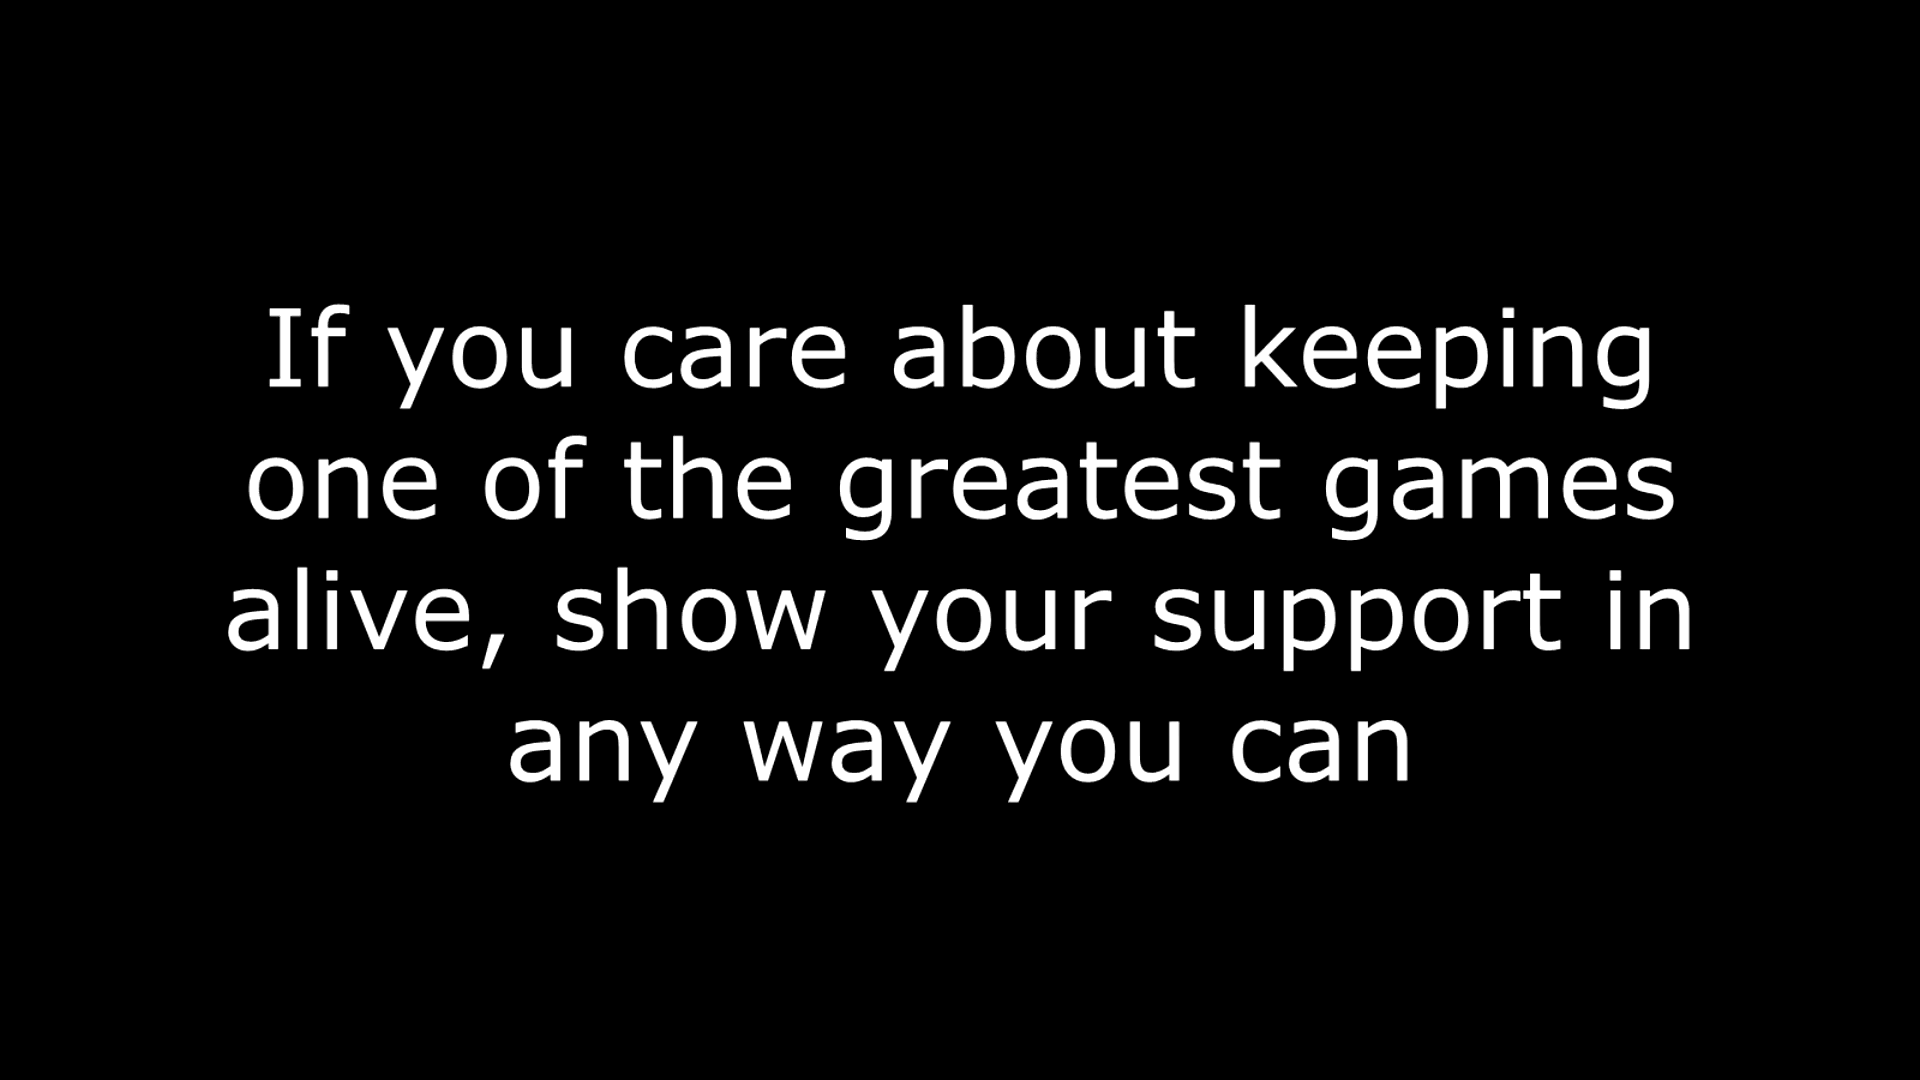 If you care about keeping
one of the greatest games
alive, show your support in
any way you can